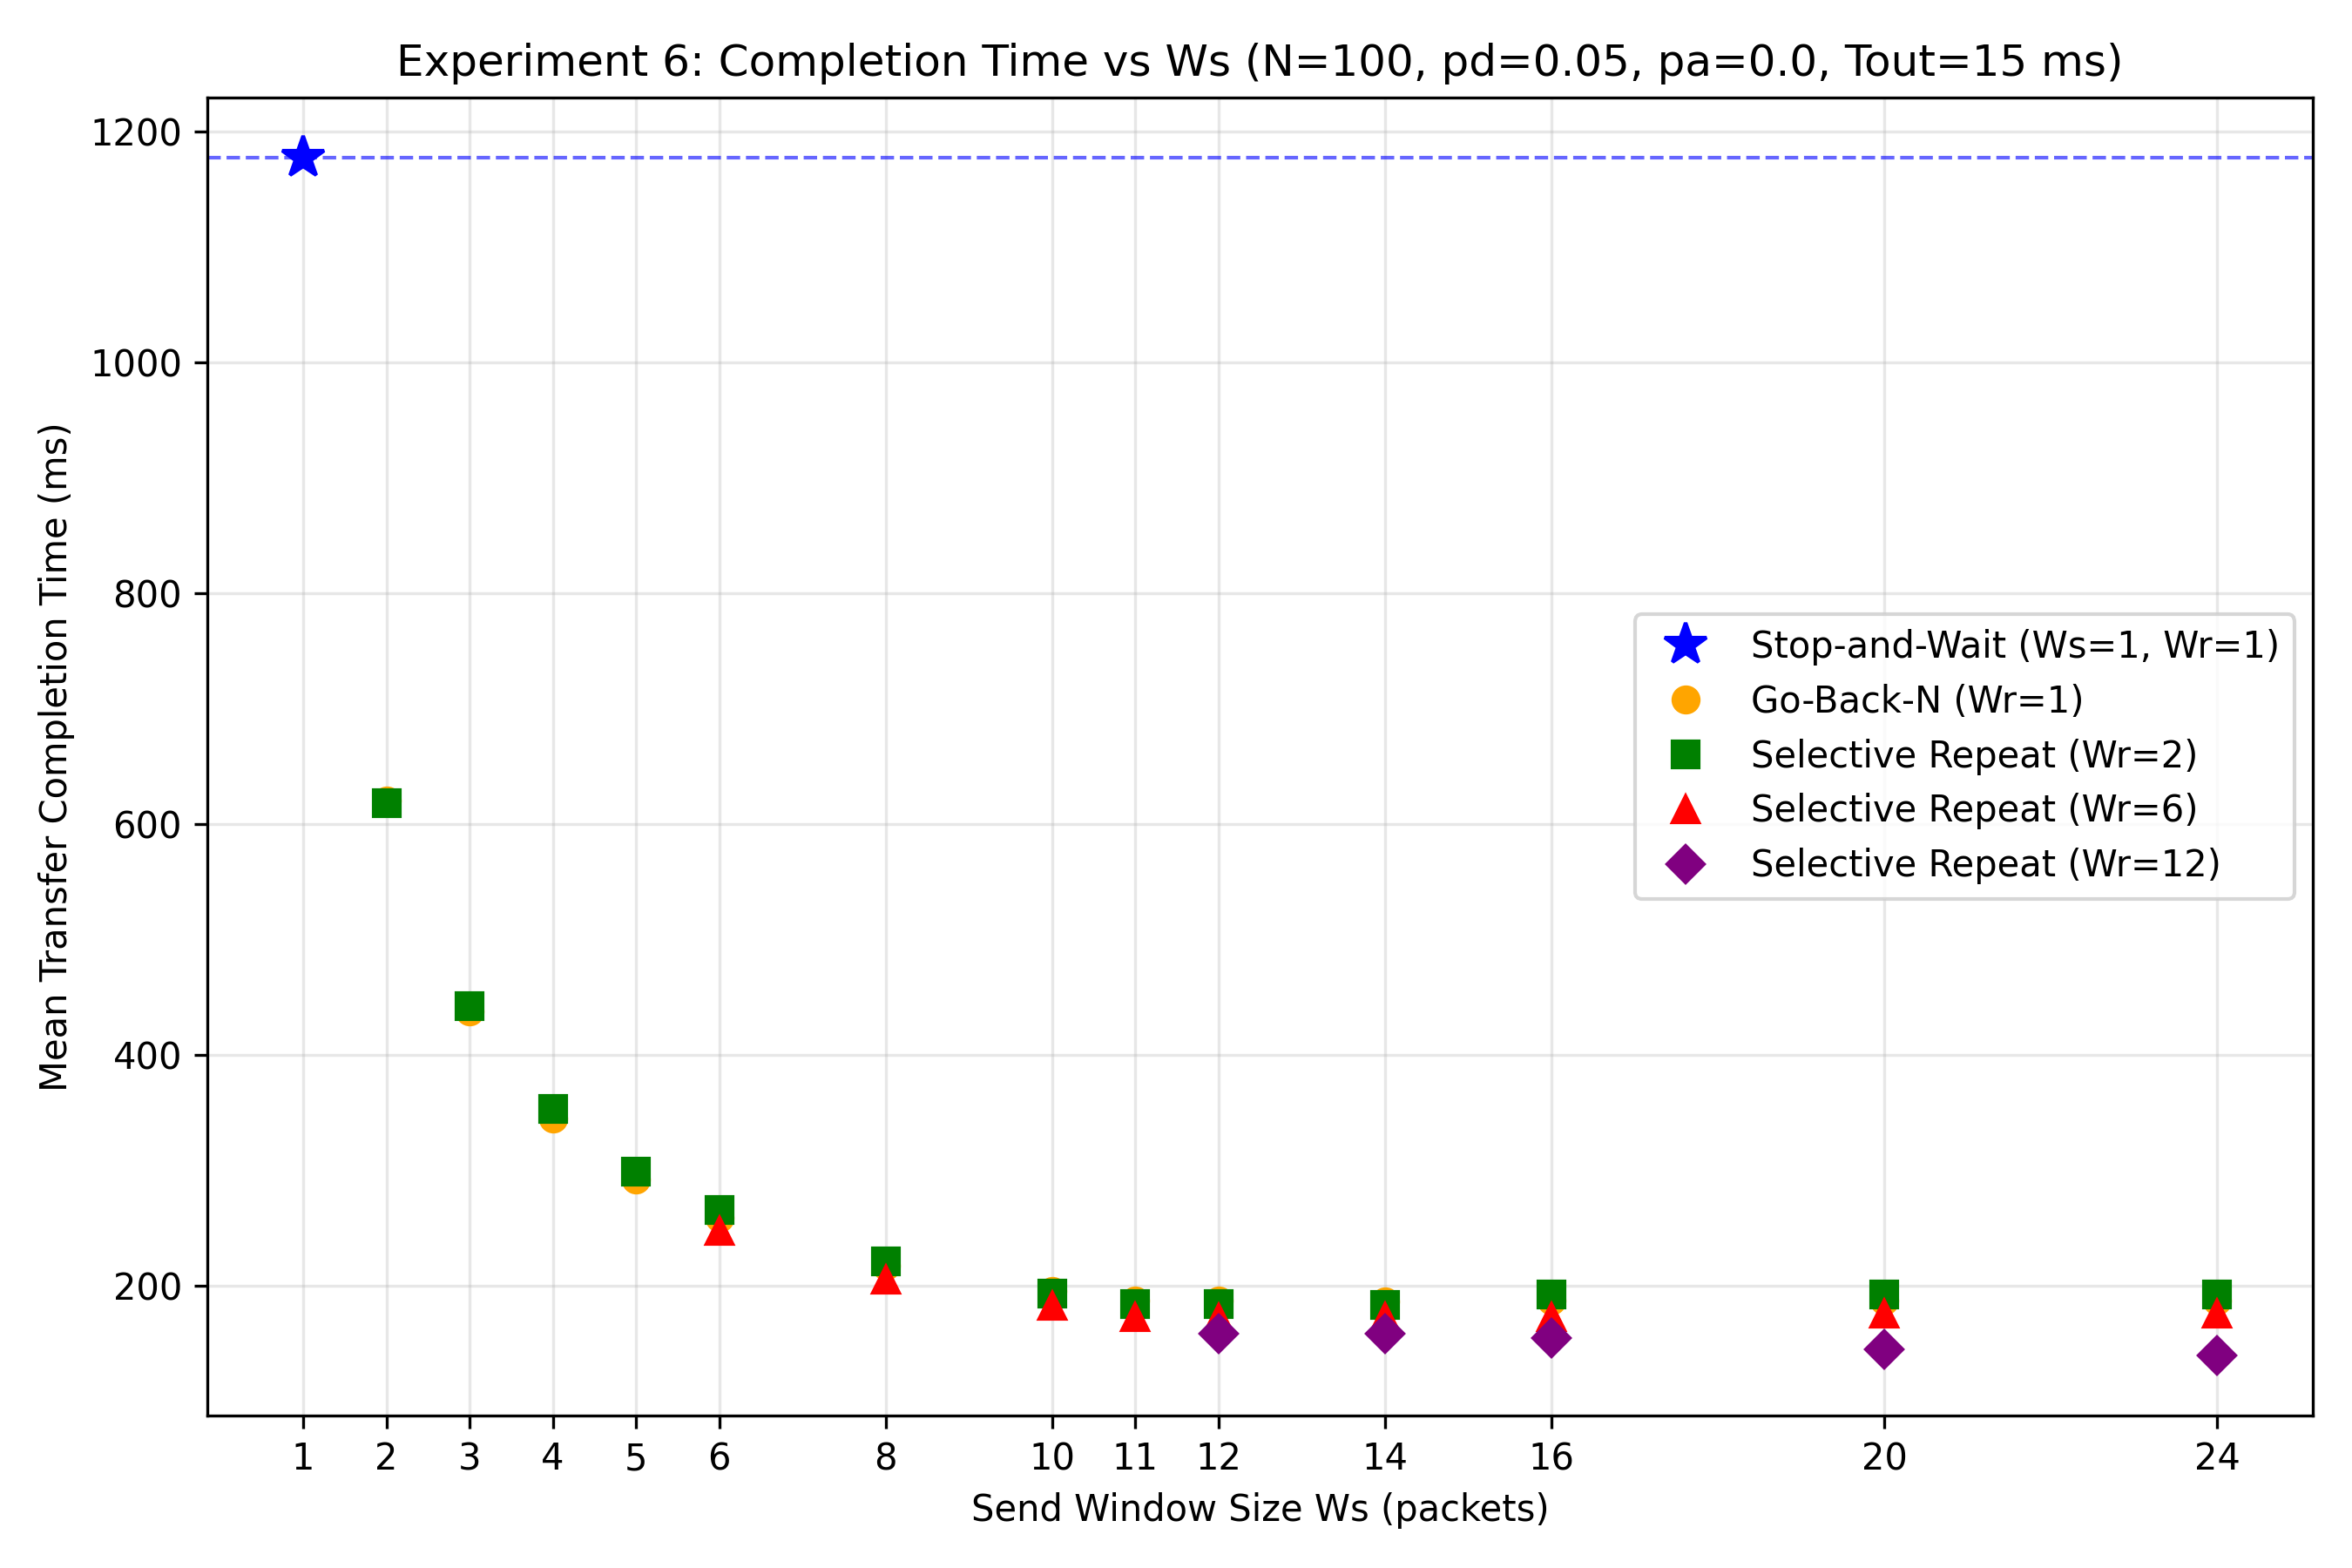 Experiment 6: Completion Time vs Ws (N=100, pd=0.05, pa=0.0, Tout=15 ms)
Mean Transfer Completion Time (ms)
1200
1000
800
600
400
200
Stop-and-Wait (Ws=1, Wr=1)
Go-Back-N (Wr=1)
Selective Repeat (Wr=2)
Selective Repeat (Wr=6)
Selective Repeat (Wr=12)
1 2 3 4 5 6 8 10 11 12 14 16 20 24
Send Window Size Ws (packets)